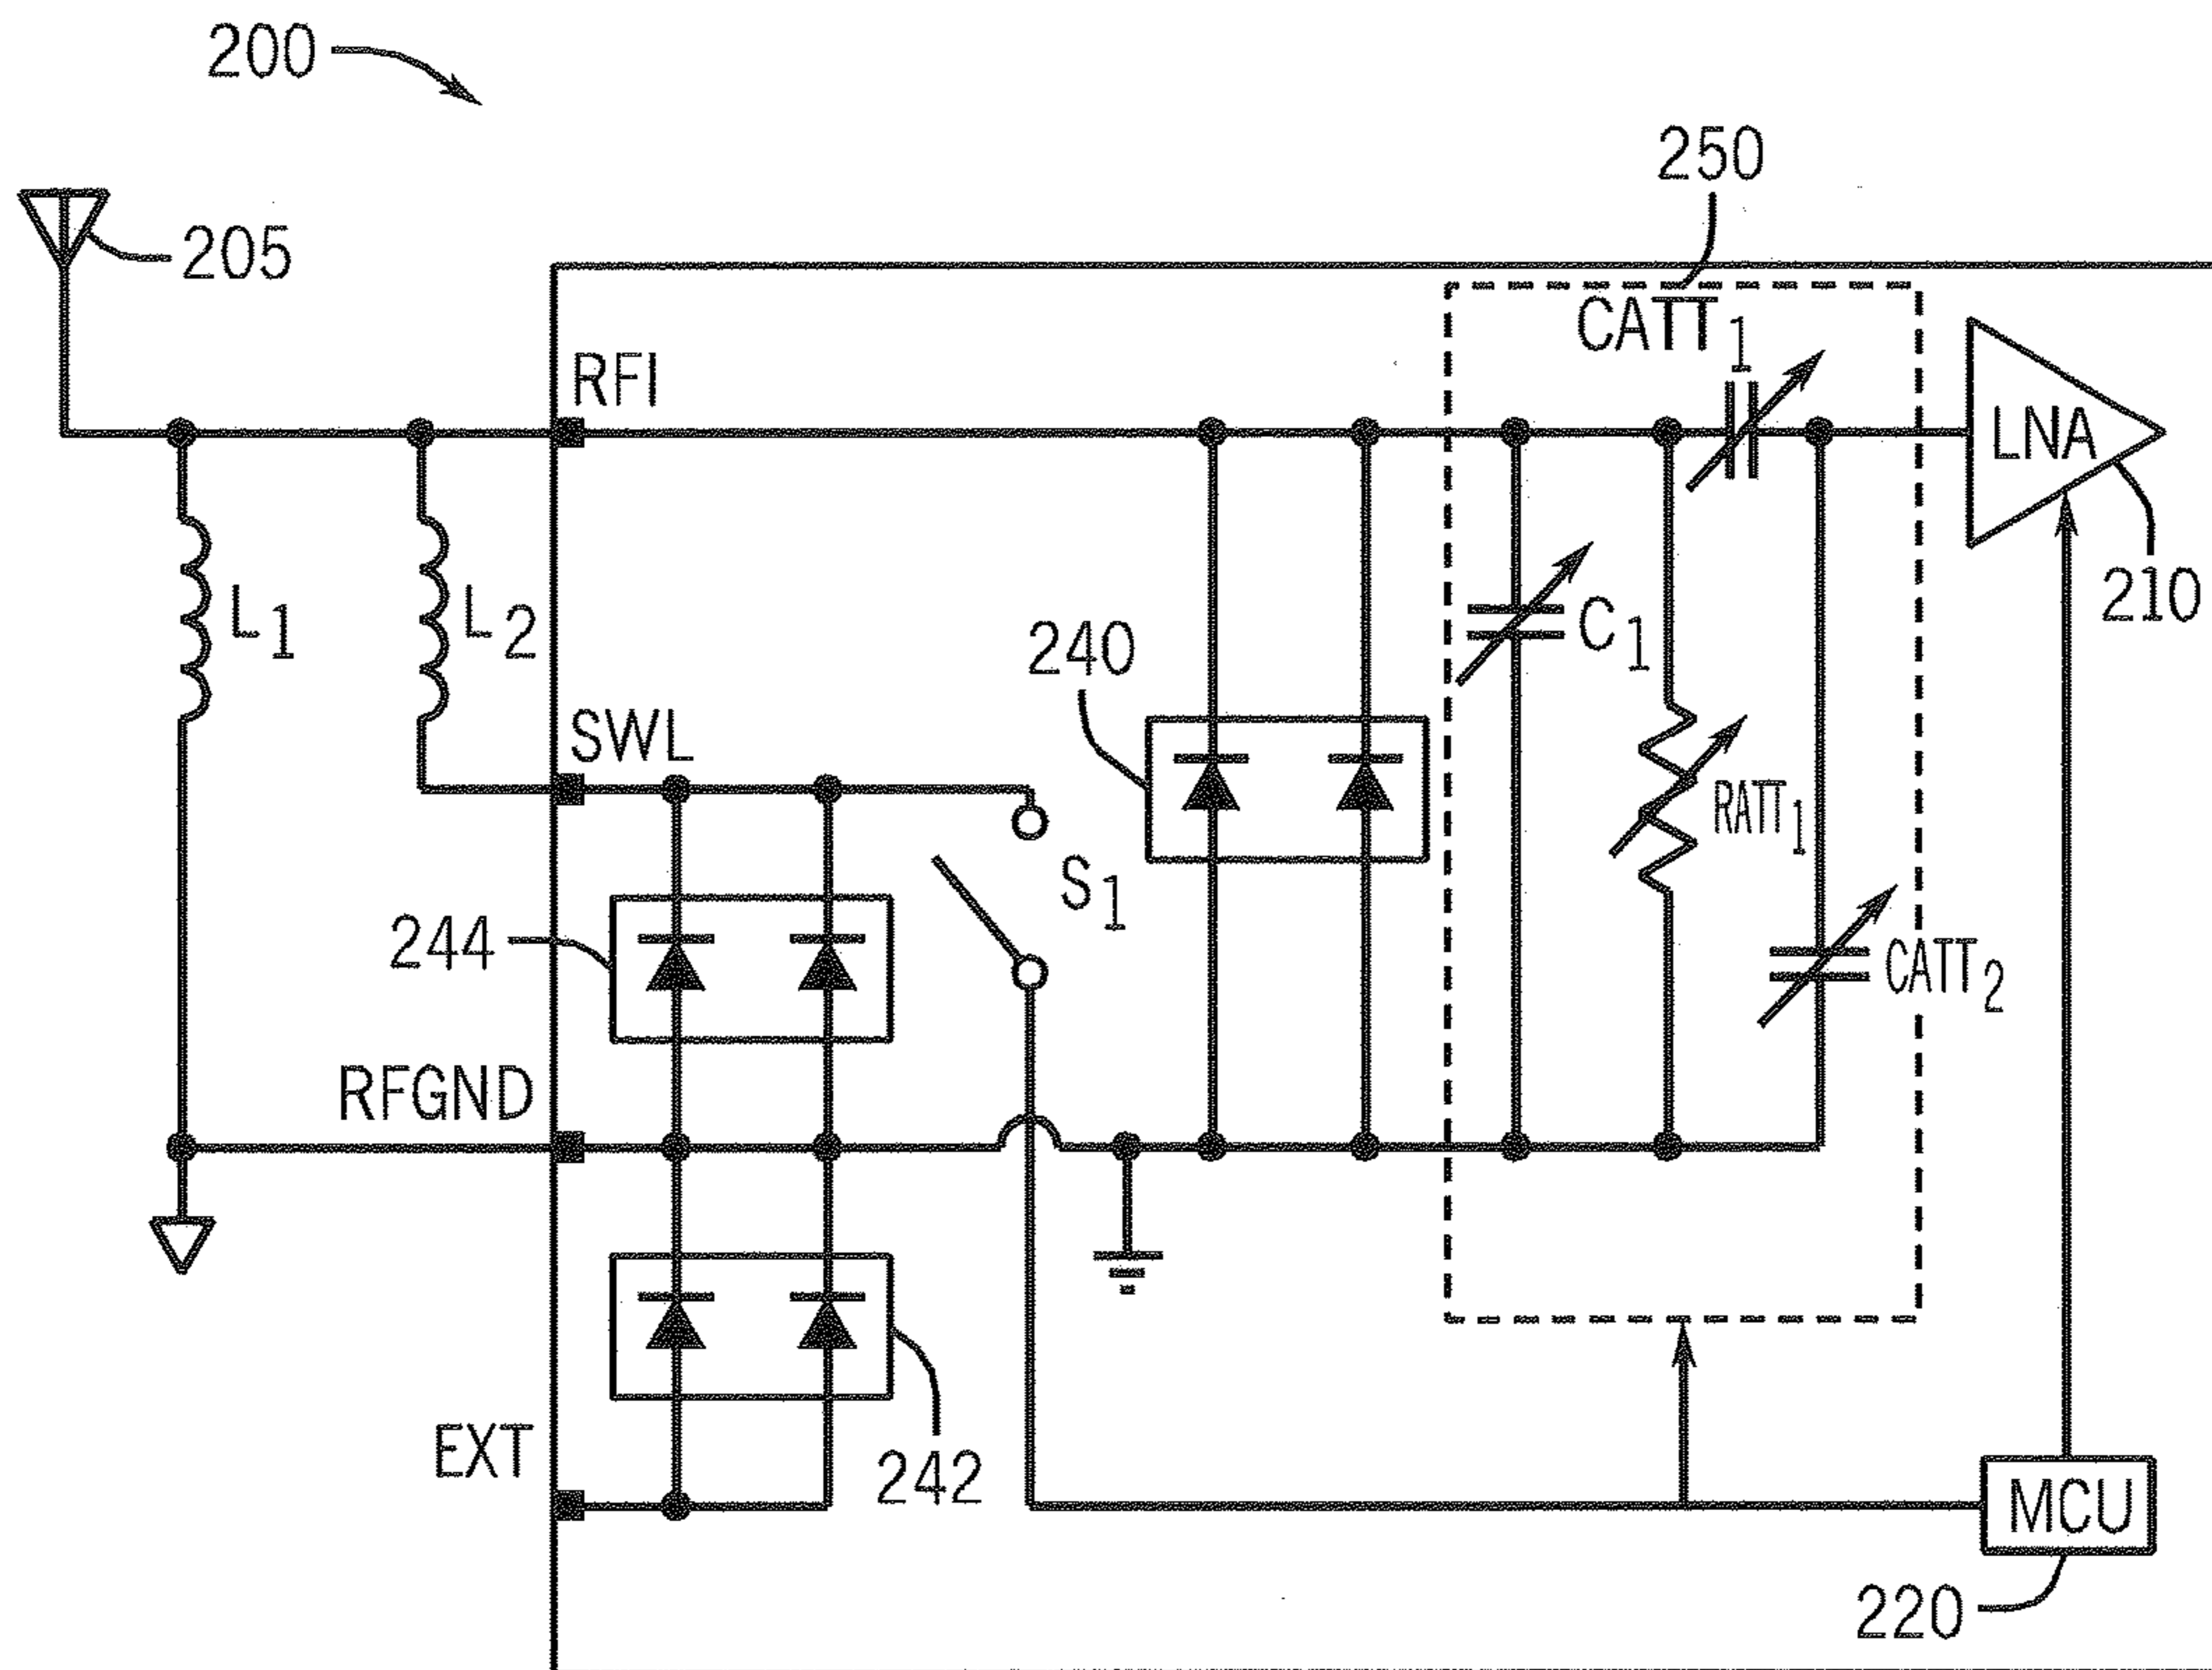 200
250
205
CATT1
RFI
LNA
210
L1
L2
C1
240
SWL
RATT1
S1
244
CATT2
RFGND
EXT
242
MCU
220